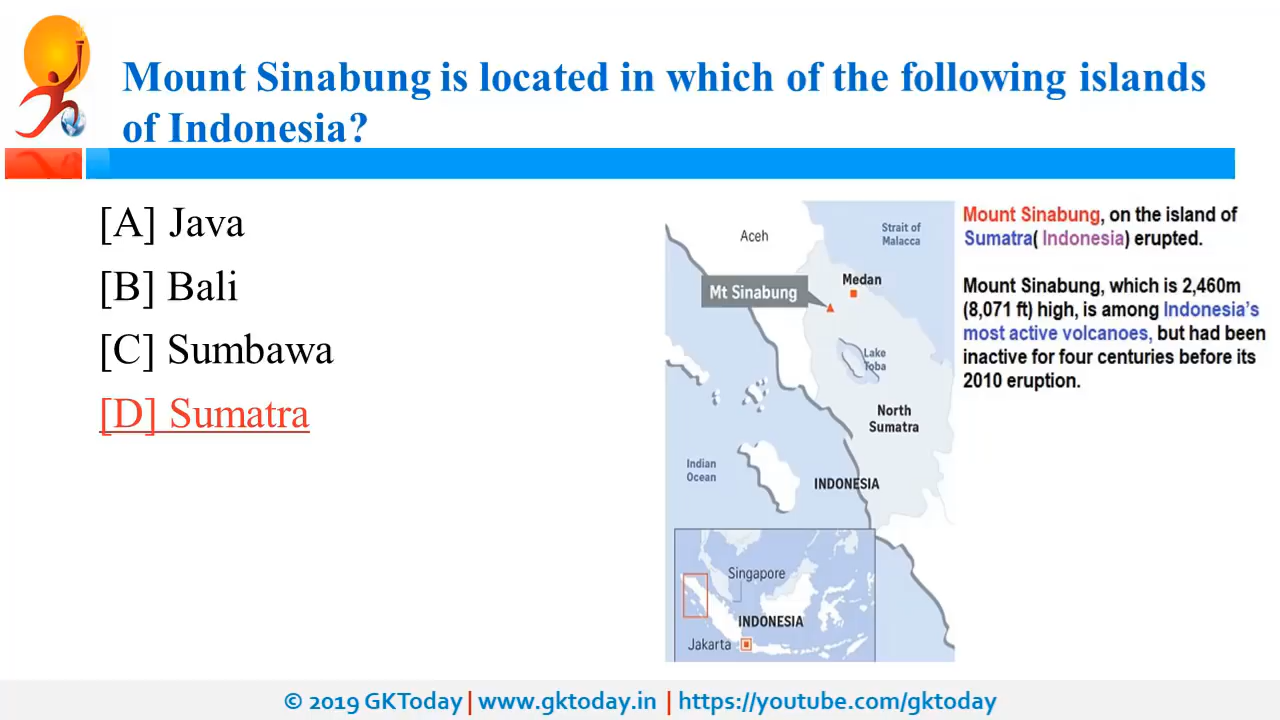 Mount Sinabung is located in which of the following islands
of Indonesia?
[A] Java
[B] Bali
[C] Sumbawa
[D] Sumatra
Aceh
Strait of
Malacca
Medan
Mt Sinabung
Lake
Toba
North
Sumatra
Indian
Ocean
INDONESIA
Singapore
INDONESIA
Jakarta
Mount Sinabung, on the island of
Sumatra( Indonesia) erupted.
Mount Sinabung, which is 2,460m
(8,071 ft) high, is among Indonesia’s
most active volcanoes, but had been
inactive for four centuries before its
2010 eruption.
© 2019 GKToday | www.gktoday.in | https://youtube.com/gktoday